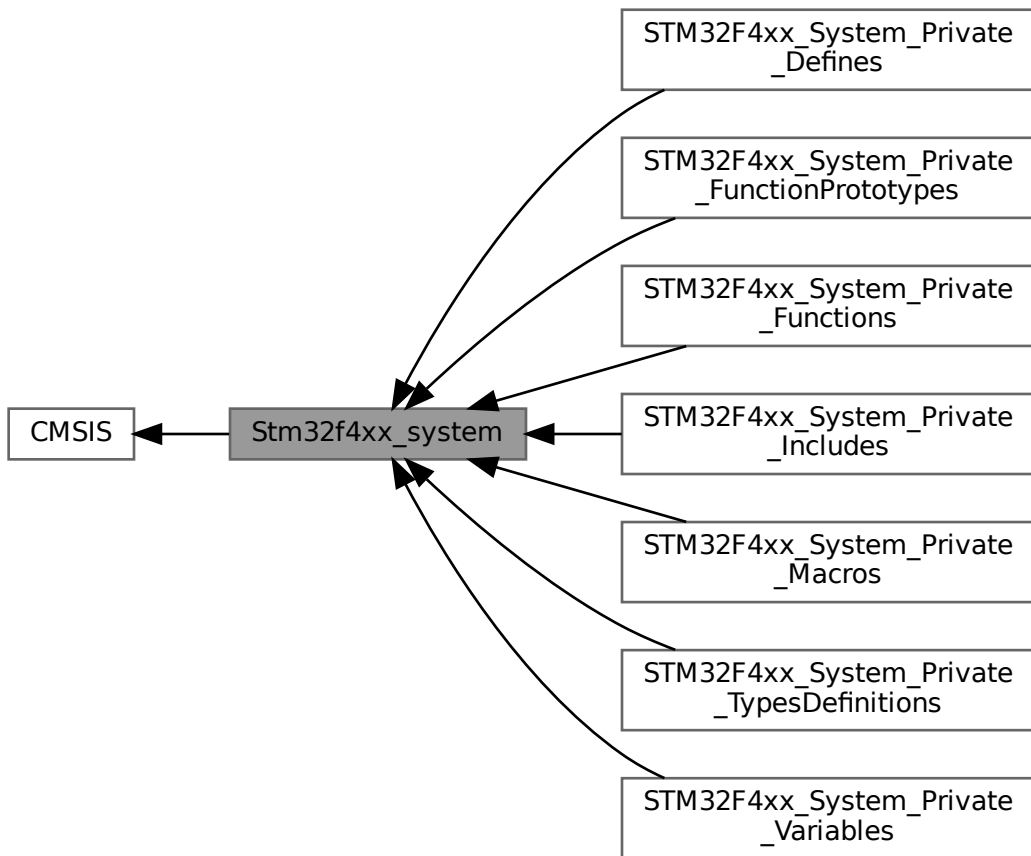 STM32F4xx_System_Private
_Defines
STM32F4xx_System_Private
_FunctionPrototypes
STM32F4xx_System_Private
_Functions
CMSIS
Stm32f4xx_system
STM32F4xx_System_Private
_Includes
STM32F4xx_System_Private
_Macros
STM32F4xx_System_Private
_TypesDefinitions
STM32F4xx_System_Private
_Variables